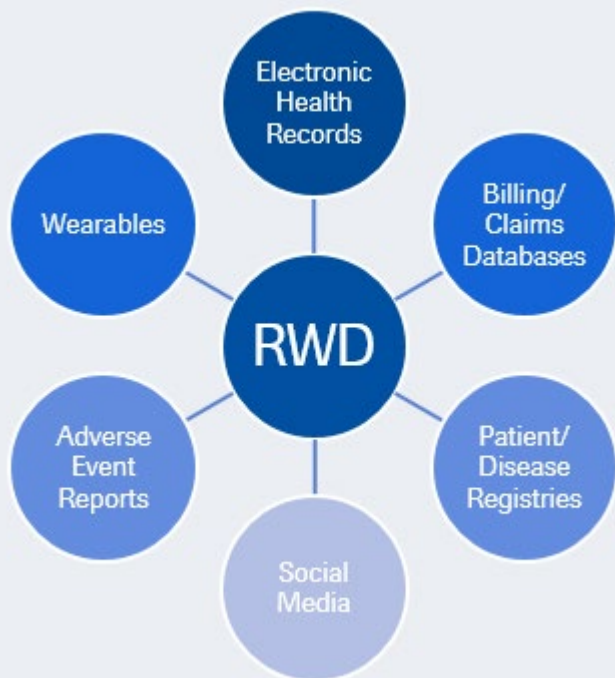 Electronic
Health
Records
Wearables
Billing/
Claims
Databases
RWD
Adverse
Event
Reports
Patient/
Disease
Registries
Social
Media